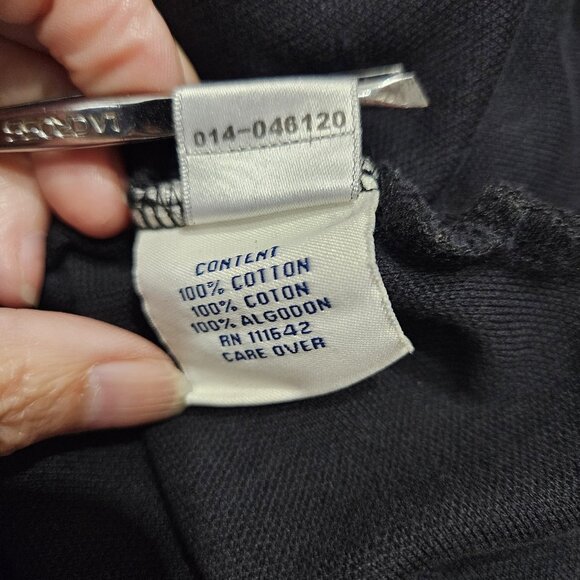 014-046120
CONTENT
100% COTTON
100% COTON
100% ALGODON
RN 111642
CARE OVER